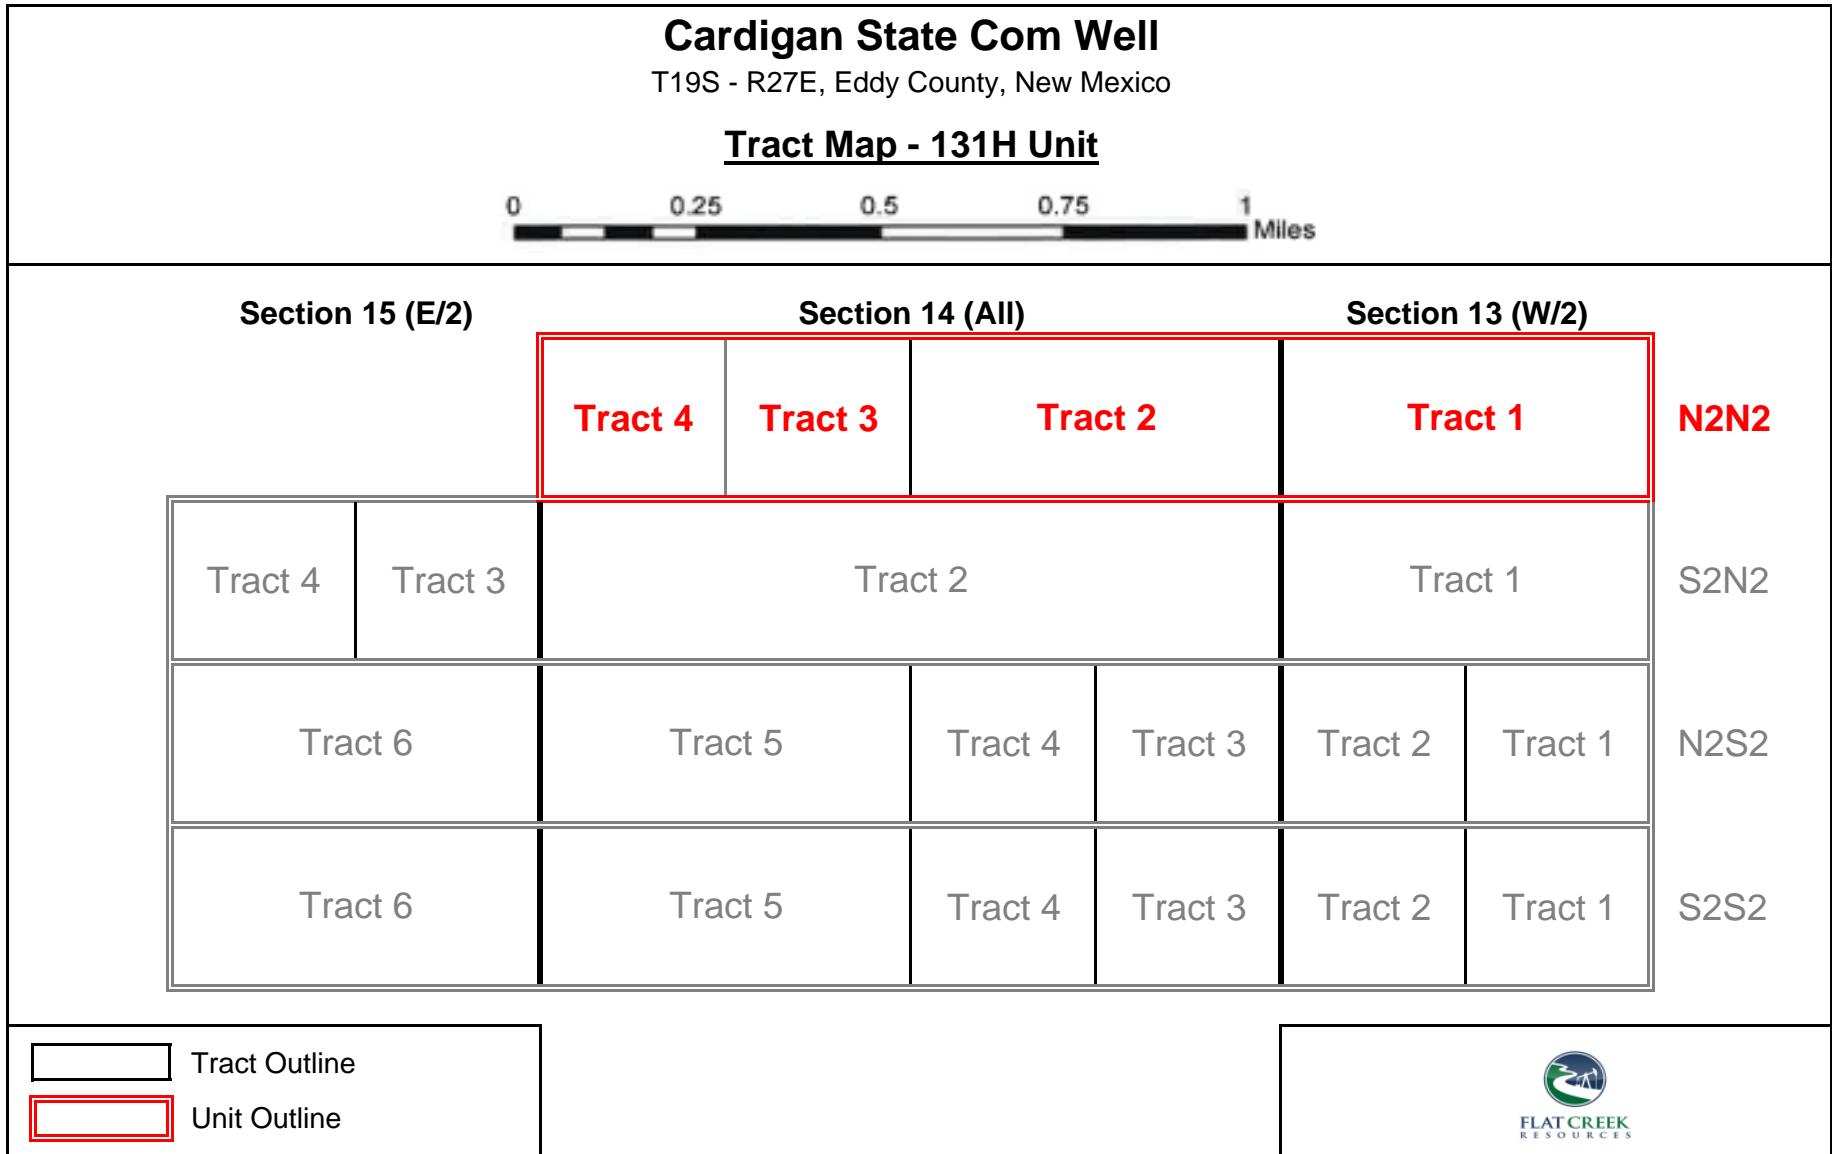 Cardigan State Com Well
T19S - R27E, Eddy County, New Mexico
Tract Map - 131H Unit
0 0.25 0.5 0.75 1
Miles
Section 15 (E/2) Section 14 (All) Section 13 (W/2)
Tract 4 Tract 3 Tract 2 Tract 1 N2N2
Tract 4 Tract 3 Tract 2 Tract 1 S2N2
Tract 6 Tract 5 Tract 4 Tract 3 Tract 2 Tract 1 N2S2
Tract 6 Tract 5 Tract 4 Tract 3 Tract 2 Tract 1 S2S2
Tract Outline
Unit Outline
FLAT CREEK
RESOURCES